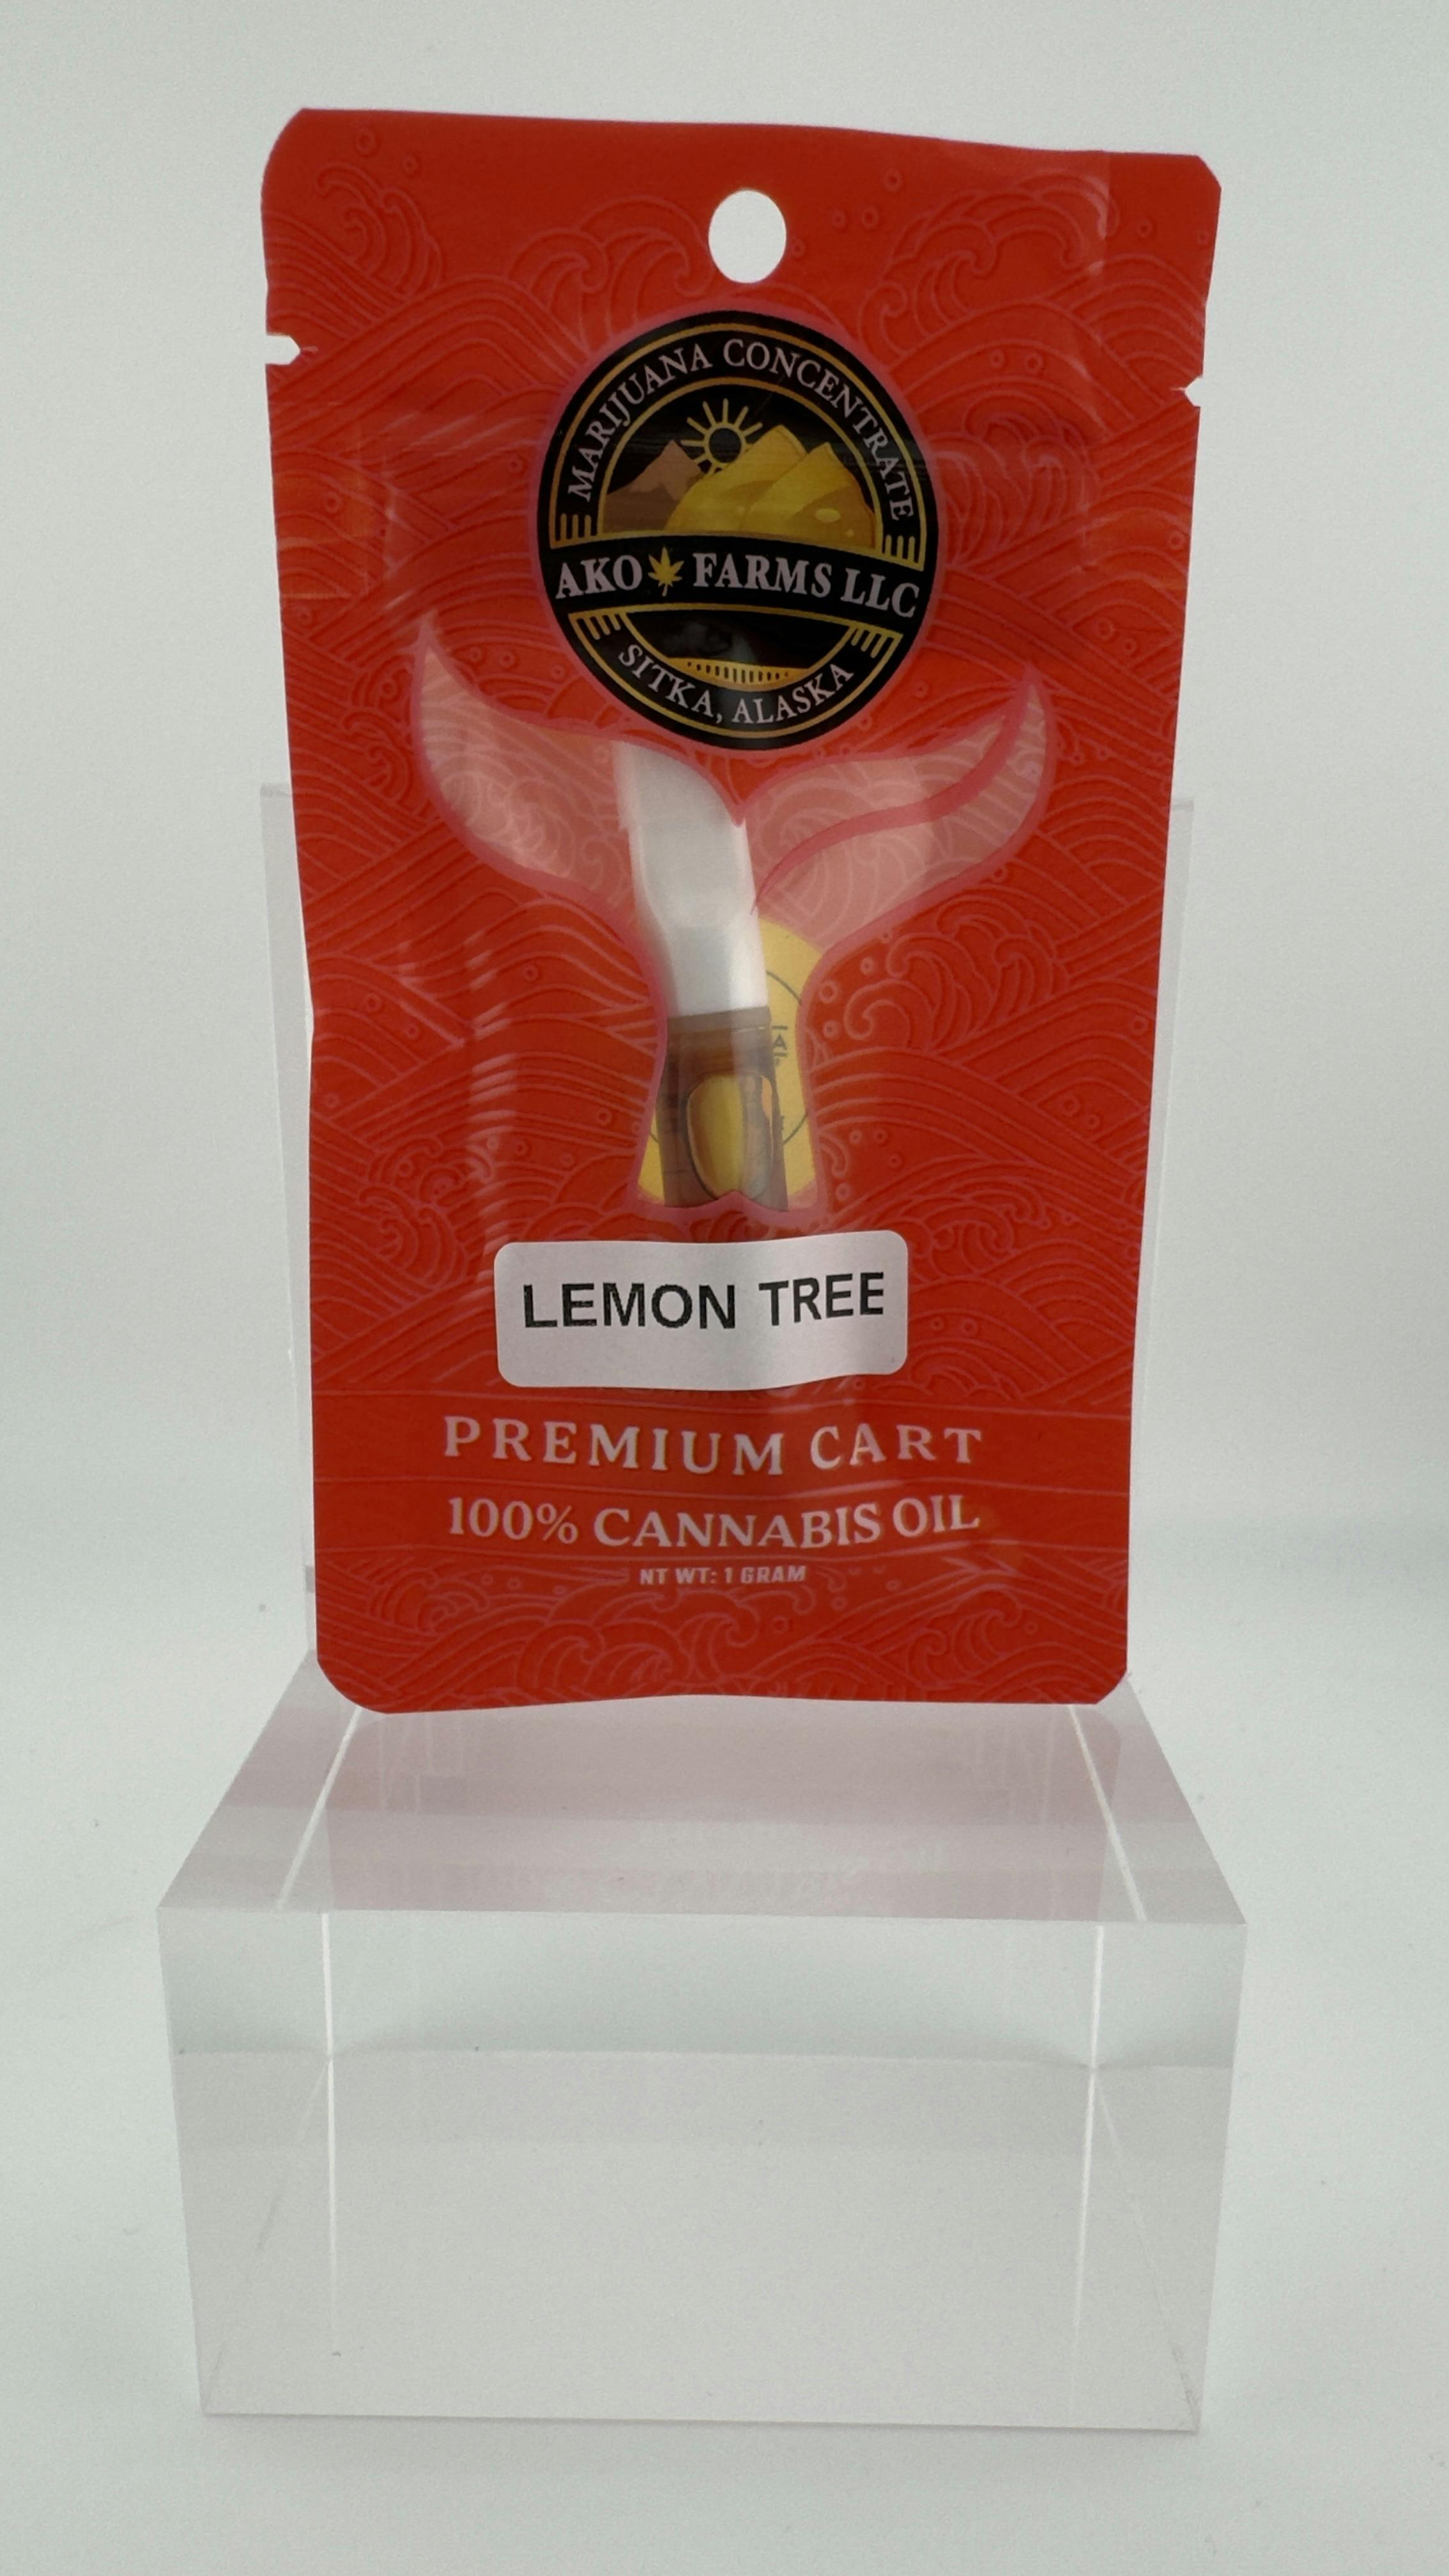 MARIJUANA CONCENTRATE
AKO FARMS LLC
SITKA, ALASKA
LEMON TREE
PREMIUM CART
100% CANNABIS OIL
NT WT: 1 GRAM